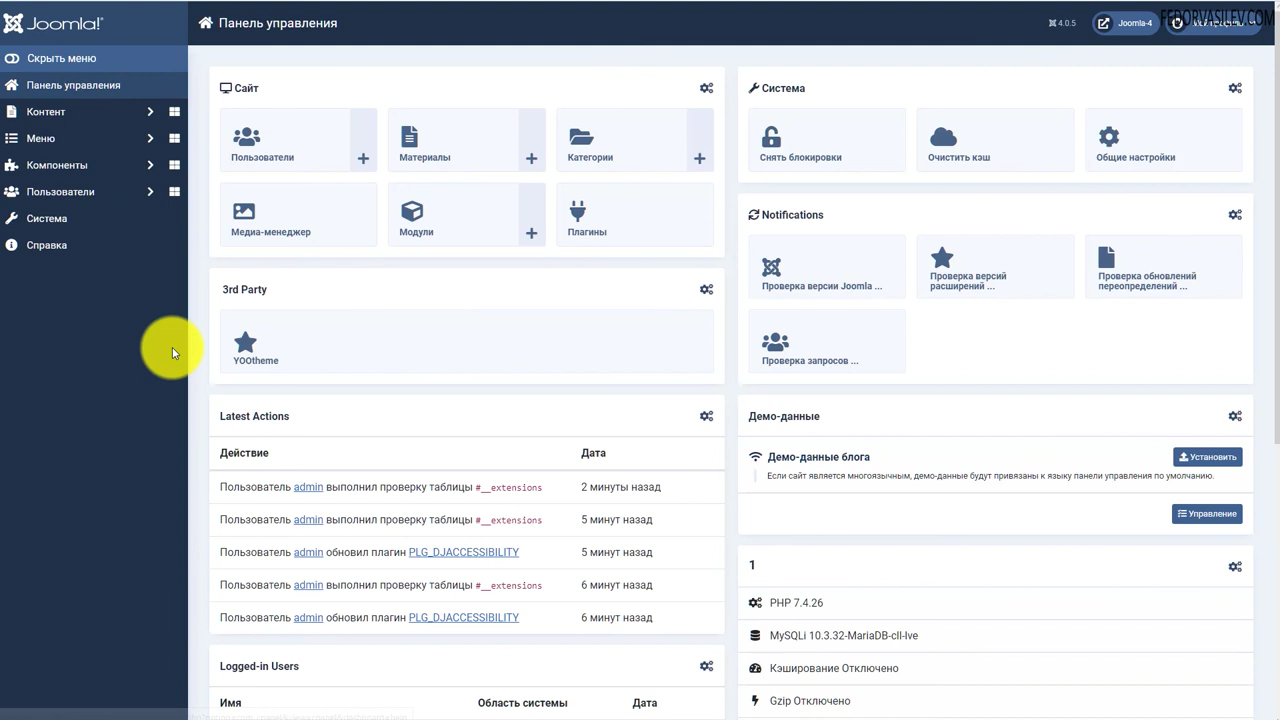 Joomla!
Панель управления
4.0.5
Joomla-4
FEDORVASILEV.COM
Скрыть меню
Панель управления
Контент
Меню
Компоненты
Пользователи
Система
Справка
Сайт
Пользователи
Материалы
Категории
Медиа-менеджер
Модули
Плагины
3rd Party
YOOtheme
Latest Actions
Действие Дата
Пользователь admin выполнил проверку таблицы #__extensions 2 минуты назад
Пользователь admin выполнил проверку таблицы #__extensions 5 минут назад
Пользователь admin обновил плагин PLG_DJACCESSIBILITY 5 минут назад
Пользователь admin выполнил проверку таблицы #__extensions 6 минут назад
Пользователь admin обновил плагин PLG_DJACCESSIBILITY 6 минут назад
Logged-in Users
Имя Область системы Дата
Система
Снять блокировки
Очистить кэш
Общие настройки
Notifications
Проверка версии Joomla ...
Проверка версий
расширений ...
Проверка обновлений
переопределений ...
Проверка запросов ...
Демо-данные
Демо-данные блога
Установить
Если сайт является многоязычным, демо-данные будут привязаны к языку панели управления по умолчанию.
Управление
1
PHP 7.4.26
MySQLi 10.3.32-MariaDB-cll-lve
Кэширование Отключено
Gzip Отключено